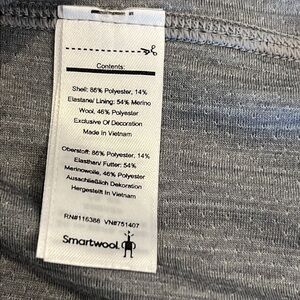 Contents:
Shell: 86% Polyester, 14%
Elastane/ Lining: 54% Merino
Wool, 46% Polyester
Exclusive Of Decoration
Made In Vietnam
Oberstoff: 86% Polyester, 14%
Elasthan/ Futter: 54%
Merinowolle, 46% Polyester
Ausschließlich Dekoration
Hergestellt In Vietnam
RN#116388 VN#751407
Smartwool